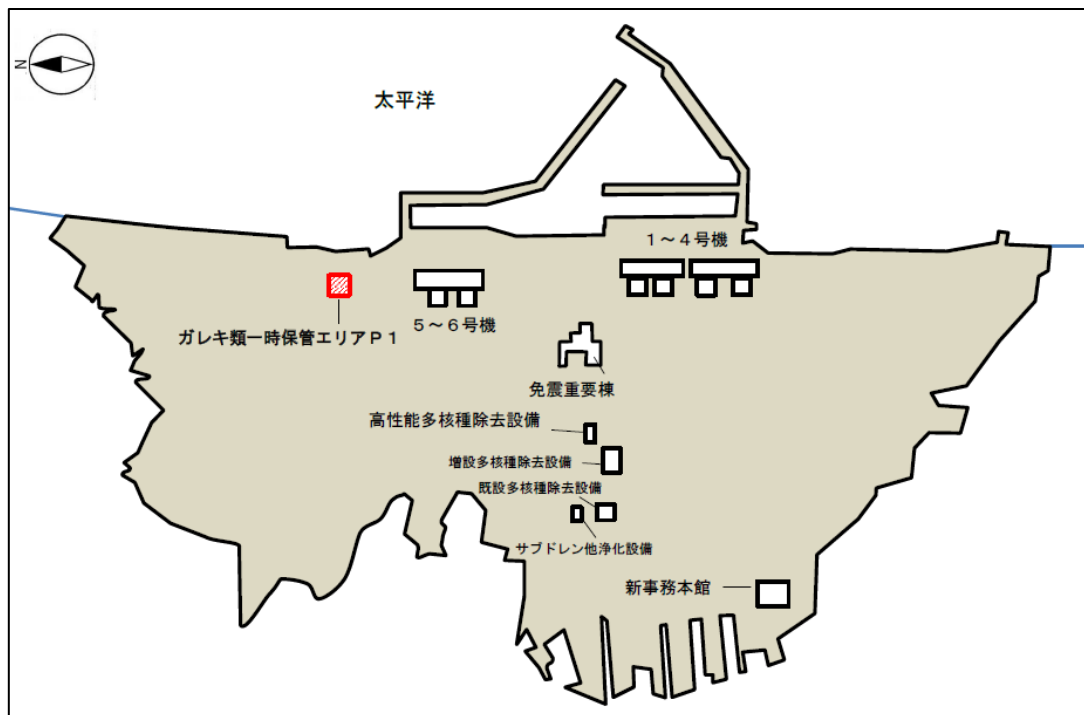 N
太平洋
1~4号機
5~6号機
ガレキ類一時保管エリアP1
免震重要棟
高性能多核種除去設備
増設多核種除去設備
既設多核種除去設備
サブドレン他浄化設備
新事務本館